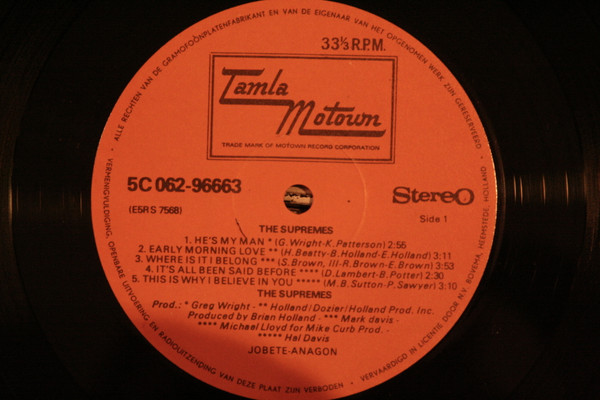 ALLE RECHTEN VAN DE GRAMOFOONPLATENFABRIKANT EN VAN DE EIGENAAR VAN HET OPGENOMEN WERK ZIJN GERESERVEERD ·
33⅓ R.P.M.
Tamla
Motown
TRADE MARK OF MOTOWN RECORD CORPORATION
5C 062-96663
Stereo
(E5R S 7568)
Side 1
THE SUPREMES
1. HE'S MY MAN * (G. Wright-K. Patterson) 2:56
2. EARLY MORNING LOVE ** (H. Beatty-B. Holland-E. Holland) 3:11
3. WHERE IS IT I BELONG *** (S. Brown, III-R. Brown-E. Brown) 3:53
4. IT'S ALL BEEN SAID BEFORE **** (D. Lambert-B. Potter) 2:30
5. THIS IS WHY I BELIEVE IN YOU ***** (M.B. Sutton-P. Sawyer) 3:10
THE SUPREMES
Prod.: * Greg Wright - ** Holland/Dozier/Holland Prod. Inc.
Produced by Brian Holland - *** Mark davis -
**** Michael Lloyd for Mike Curb Prod. -
***** Hal Davis
JOBETE-ANAGON
VERMENIGVULDIGING, OPENBARE UITVOERING EN RADIOUITZENDING VAN DEZE PLAAT ZIJN VERBODEN ·
VERVAARDIGD IN LICENTIE DOOR N.V. BOVEMA, HEEMSTEDE, HOLLAND